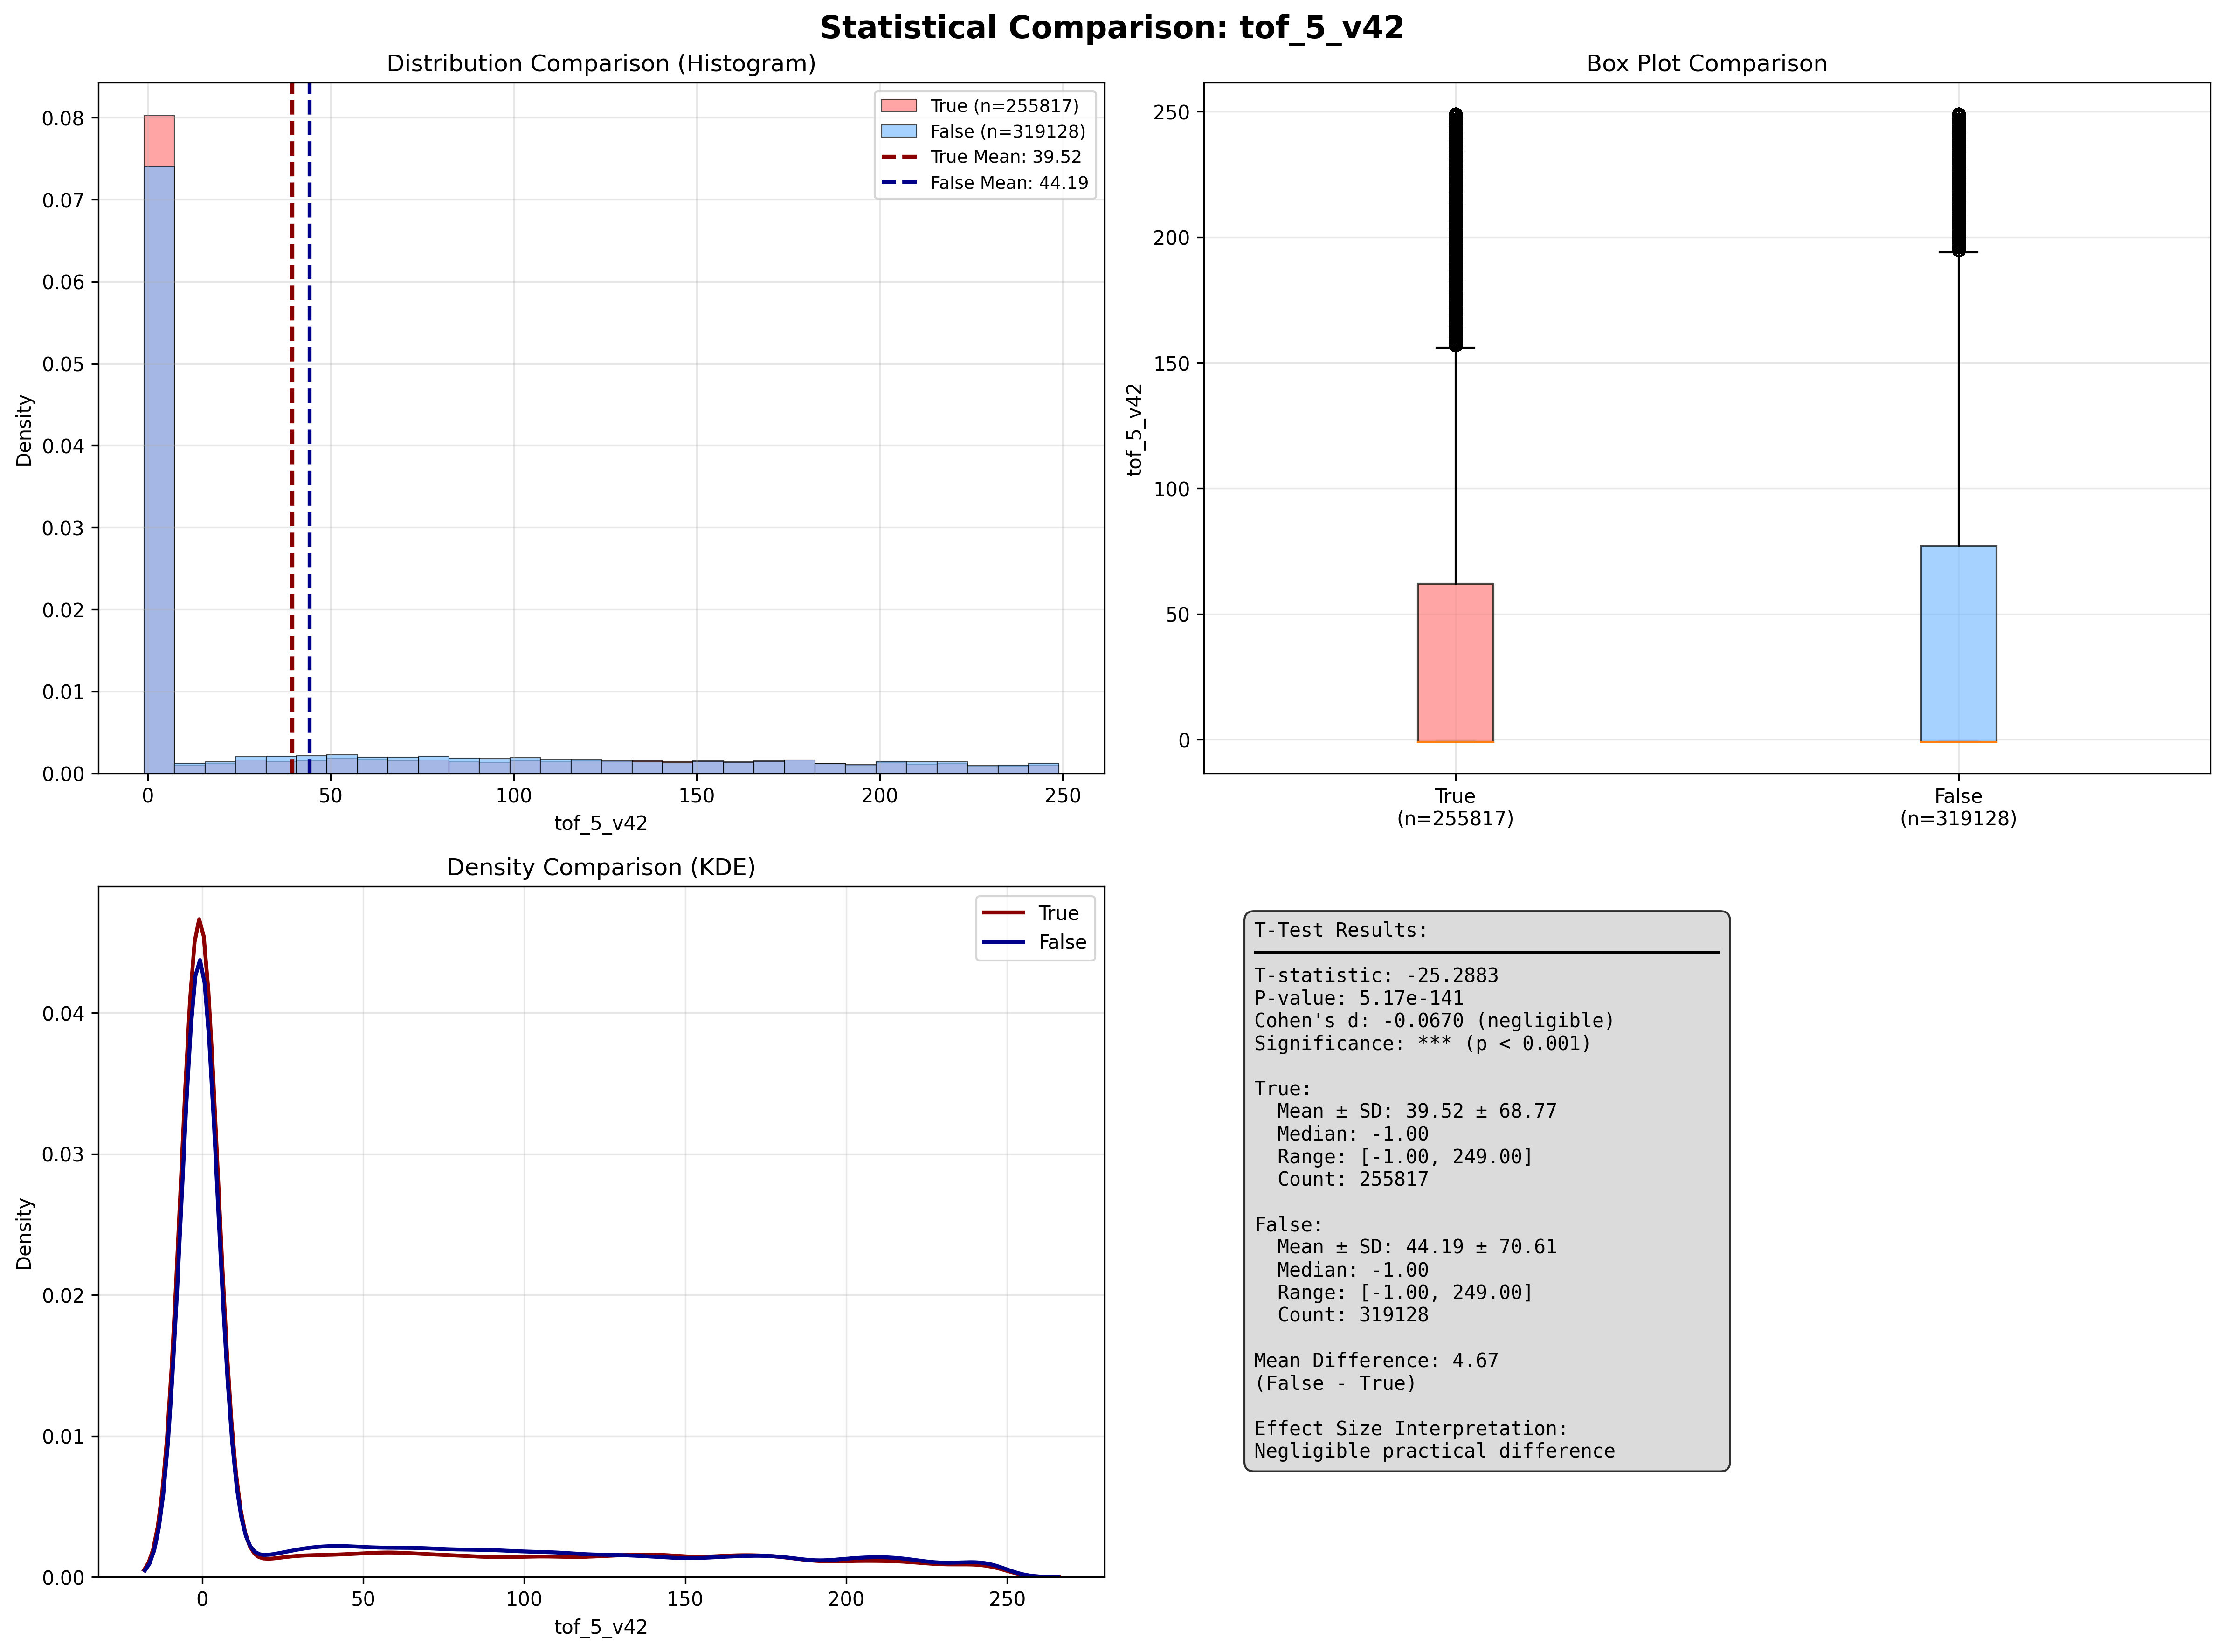 Statistical Comparison: tof_5_v42
Distribution Comparison (Histogram)
0.08
0.07
0.06
0.05
0.04
0.03
0.02
0.01
0.00
Density
0
50
100
150
200
250
tof_5_v42
True (n=255817)
False (n=319128)
True Mean: 39.52
False Mean: 44.19
Box Plot Comparison
250
200
150
100
50
0
tof_5_v42
True
(n=255817)
False
(n=319128)
Density Comparison (KDE)
0.04
0.03
0.02
0.01
0.00
Density
0
50
100
150
200
250
tof_5_v42
True
False
T-Test Results:
T-statistic: -25.2883
P-value: 5.17e-141
Cohen's d: -0.0670 (negligible)
Significance: *** (p < 0.001)
True:
Mean ± SD: 39.52 ± 68.77
Median: -1.00
Range: [-1.00, 249.00]
Count: 255817
False:
Mean ± SD: 44.19 ± 70.61
Median: -1.00
Range: [-1.00, 249.00]
Count: 319128
Mean Difference: 4.67
(False - True)
Effect Size Interpretation:
Negligible practical difference